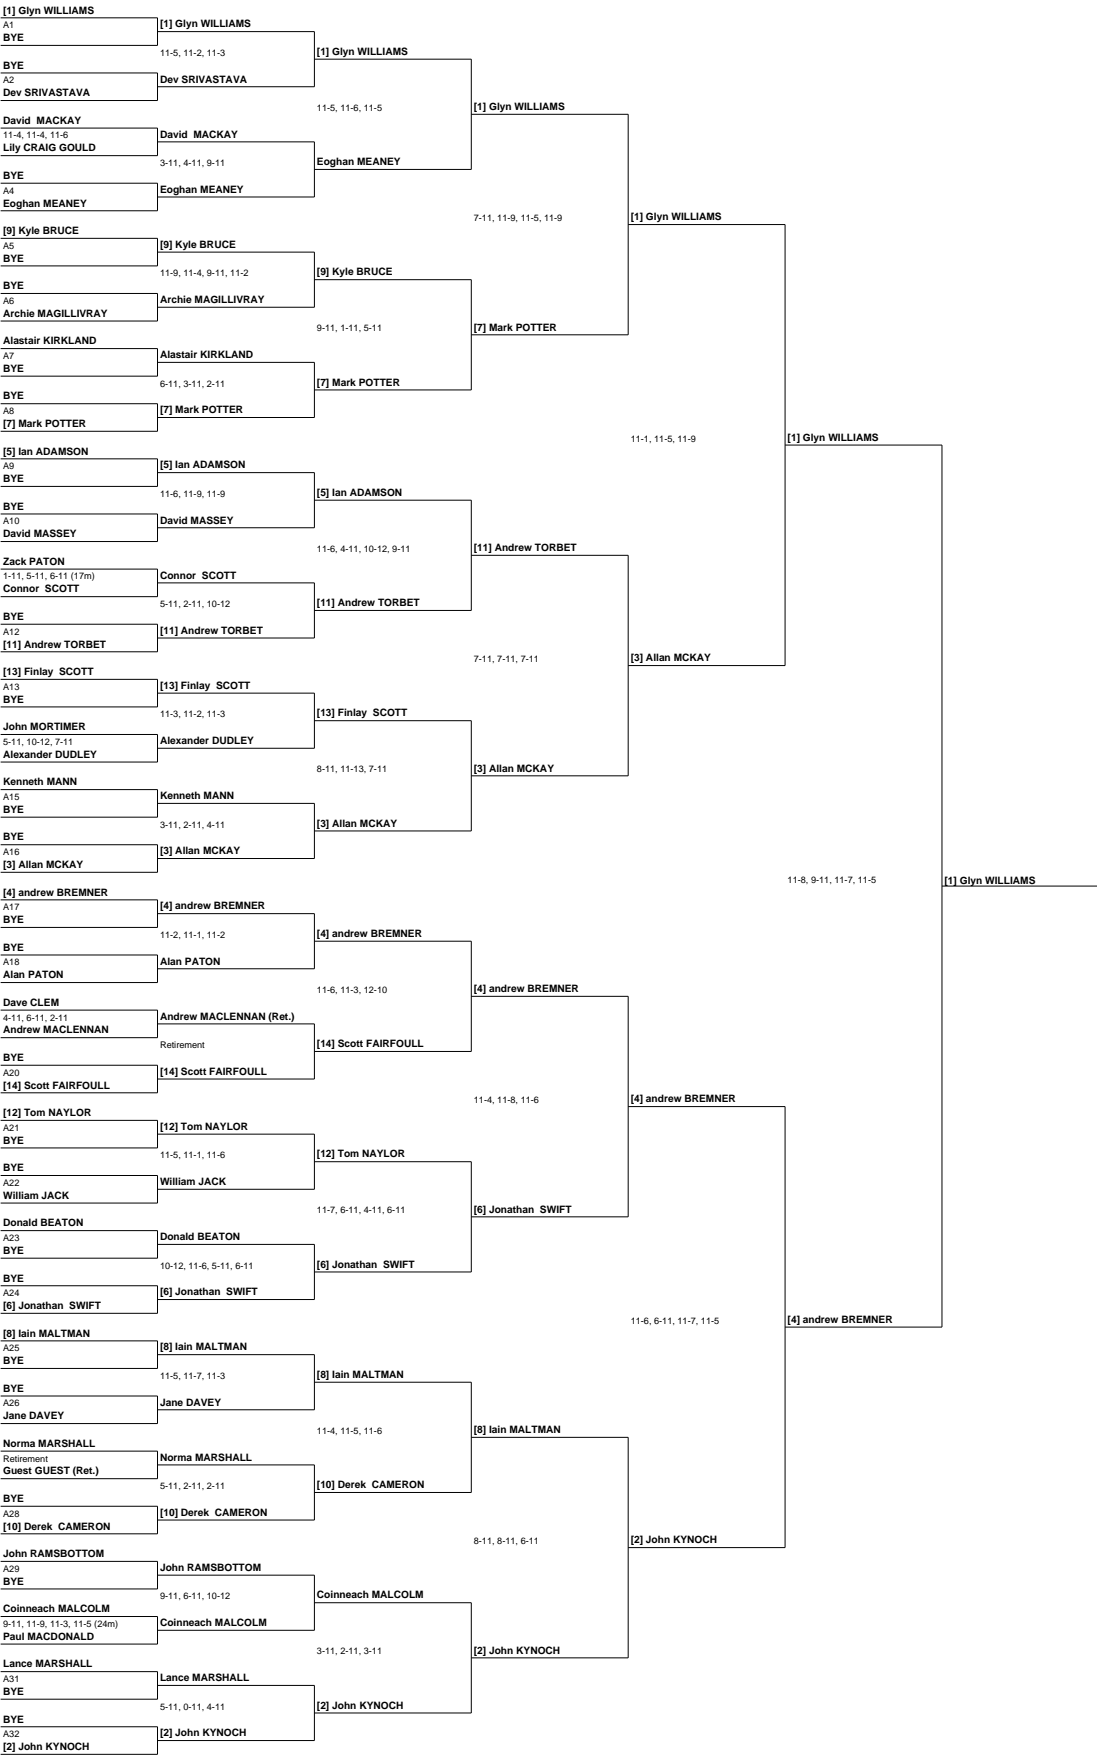 [1] Glyn WILLIAMS
A1
[1] Glyn WILLIAMS
BYE
11-5, 11-2, 11-3
[1] Glyn WILLIAMS
BYE
A2
Dev SRIVASTAVA
Dev SRIVASTAVA
11-5, 11-6, 11-5
[1] Glyn WILLIAMS
David  MACKAY
11-4, 11-4, 11-6
David  MACKAY
Lily CRAIG GOULD
3-11, 4-11, 9-11
Eoghan MEANEY
BYE
A4
Eoghan MEANEY
Eoghan MEANEY
7-11, 11-9, 11-5, 11-9
[1] Glyn WILLIAMS
[9] Kyle BRUCE
A5
[9] Kyle BRUCE
BYE
11-9, 11-4, 9-11, 11-2
[9] Kyle BRUCE
BYE
A6
Archie MAGILLIVRAY
Archie MAGILLIVRAY
9-11, 1-11, 5-11
[7] Mark POTTER
Alastair KIRKLAND
A7
Alastair KIRKLAND
BYE
6-11, 3-11, 2-11
[7] Mark POTTER
BYE
A8
[7] Mark POTTER
[7] Mark POTTER
11-1, 11-5, 11-9
[1] Glyn WILLIAMS
[5] Ian ADAMSON
A9
[5] Ian ADAMSON
BYE
11-6, 11-9, 11-9
[5] Ian ADAMSON
BYE
A10
David MASSEY
David MASSEY
11-6, 4-11, 10-12, 9-11
[11] Andrew TORBET
Zack PATON
1-11, 5-11, 6-11 (17m)
Connor  SCOTT
Connor  SCOTT
5-11, 2-11, 10-12
[11] Andrew TORBET
BYE
A12
[11] Andrew TORBET
[11] Andrew TORBET
7-11, 7-11, 7-11
[3] Allan MCKAY
[13] Finlay  SCOTT
A13
[13] Finlay  SCOTT
BYE
11-3, 11-2, 11-3
[13] Finlay  SCOTT
John MORTIMER
5-11, 10-12, 7-11
Alexander DUDLEY
Alexander DUDLEY
8-11, 11-13, 7-11
[3] Allan MCKAY
Kenneth MANN
A15
Kenneth MANN
BYE
3-11, 2-11, 4-11
[3] Allan MCKAY
BYE
A16
[3] Allan MCKAY
[3] Allan MCKAY
11-8, 9-11, 11-7, 11-5
[1] Glyn WILLIAMS
[4] andrew BREMNER
A17
[4] andrew BREMNER
BYE
11-2, 11-1, 11-2
[4] andrew BREMNER
BYE
A18
Alan PATON
Alan PATON
11-6, 11-3, 12-10
[4] andrew BREMNER
Dave CLEM
4-11, 6-11, 2-11
Andrew MACLENNAN (Ret.)
Andrew MACLENNAN
Retirement
[14] Scott FAIRFOULL
BYE
A20
[14] Scott FAIRFOULL
[14] Scott FAIRFOULL
11-4, 11-8, 11-6
[4] andrew BREMNER
[12] Tom NAYLOR
A21
[12] Tom NAYLOR
BYE
11-5, 11-1, 11-6
[12] Tom NAYLOR
BYE
A22
William JACK
William JACK
11-7, 6-11, 4-11, 6-11
[6] Jonathan  SWIFT
Donald BEATON
A23
Donald BEATON
BYE
10-12, 11-6, 5-11, 6-11
[6] Jonathan  SWIFT
BYE
A24
[6] Jonathan  SWIFT
[6] Jonathan  SWIFT
11-6, 6-11, 11-7, 11-5
[4] andrew BREMNER
[8] Iain MALTMAN
A25
[8] Iain MALTMAN
BYE
11-5, 11-7, 11-3
[8] Iain MALTMAN
BYE
A26
Jane DAVEY
Jane DAVEY
11-4, 11-5, 11-6
[8] Iain MALTMAN
Norma MARSHALL
Retirement
Norma MARSHALL
Guest GUEST (Ret.)
5-11, 2-11, 2-11
[10] Derek  CAMERON
BYE
A28
[10] Derek  CAMERON
[10] Derek  CAMERON
8-11, 8-11, 6-11
[2] John KYNOCH
John RAMSBOTTOM
A29
John RAMSBOTTOM
BYE
9-11, 6-11, 10-12
Coinneach MALCOLM
Coinneach MALCOLM
9-11, 11-9, 11-3, 11-5 (24m)
Coinneach MALCOLM
Paul MACDONALD
3-11, 2-11, 3-11
[2] John KYNOCH
Lance MARSHALL
A31
Lance MARSHALL
BYE
5-11, 0-11, 4-11
[2] John KYNOCH
BYE
A32
[2] John KYNOCH
[2] John KYNOCH